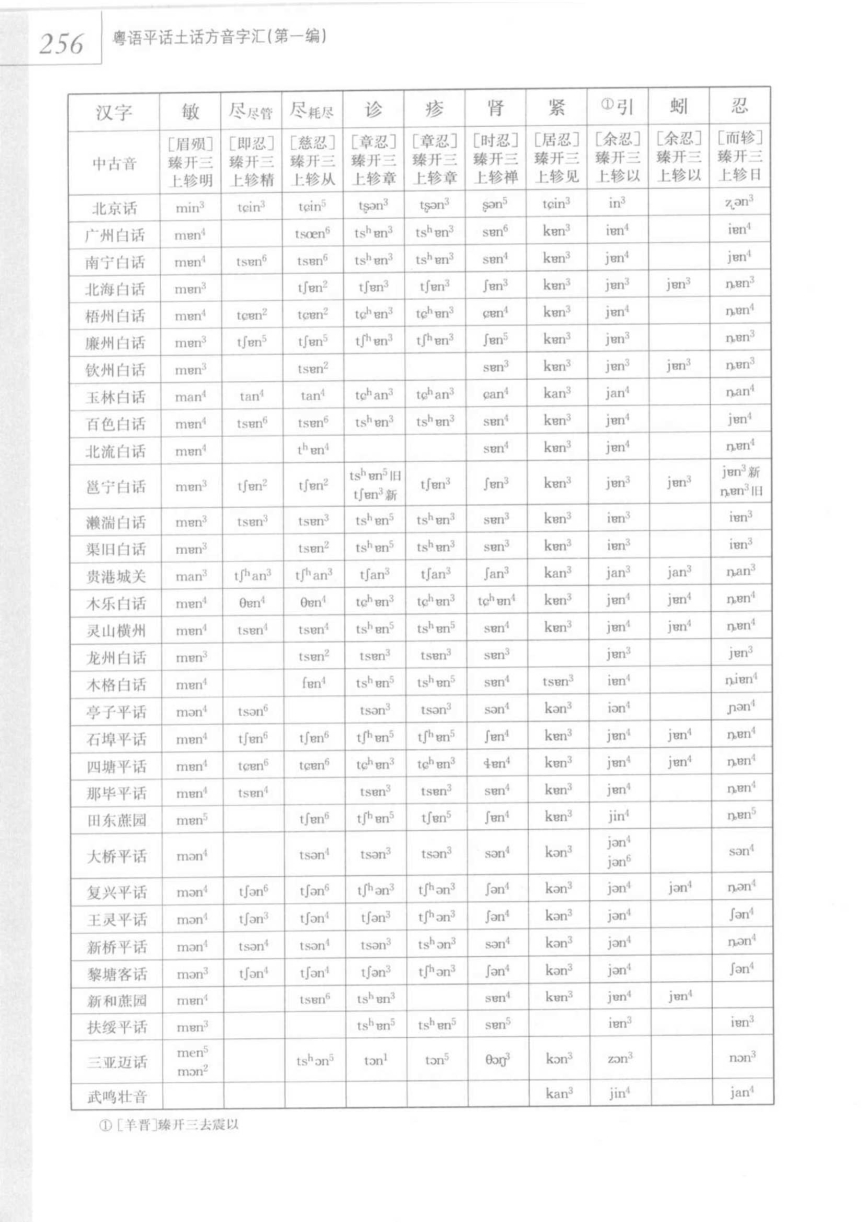 256 粤语平话土话方音字汇(第一编)
汉字 敏 尽尽管 尽耗尽 诊 疹 肾 紧 ①引 蚓 忍
中古音 [眉殒]臻开三上轸明 [即忍]臻开三上轸精 [慈忍]臻开三上轸从 [章忍]臻开三上轸章 [章忍]臻开三上轸章 [时忍]臻开三上轸禅 [居忍]臻开三上轸见 [余忍]臻开三上轸以 [余忍]臻开三上轸以 [而轸]臻开三上轸日
北京话 min³ tɕin³ tɕin⁵ tʂən³ tʂən³ ʂən⁵ tɕin³ in³ ʐən³
广州白话 mɐn⁴ tsœn⁶ tsʰɐn³ tsʰɐn³ sɐn⁶ kɐn³ iɐn⁴ iɐn⁴
南宁白话 mɐn⁴ tsɐn⁶ tsɐn⁶ tsʰɐn³ tsʰɐn³ sɐn⁴ kɐn³ jɐn⁴ jɐn⁴
北海白话 mɐn³ tʃɐn² tʃɐn³ tʃɐn³ ʃɐn³ kɐn³ jɐn³ jɐn³ ȵɐn³
梧州白话 mɐn⁴ tɕɐn² tɕɐn² tɕʰɐn³ tɕʰɐn³ ɕɐn⁴ kɐn³ jɐn⁴ ȵɐn⁴
廉州白话 mɐn³ tʃɐn⁵ tʃɐn⁵ tʃʰɐn³ tʃʰɐn³ ʃɐn⁵ kɐn³ jɐn³ ȵɐn³
钦州白话 mɐn³ tsɐn² sɐn³ kɐn³ jɐn³ jɐn³ ȵɐn³
玉林白话 man⁴ tan⁴ tan⁴ tɕʰan³ tɕʰan³ ɕan⁴ kan³ jan⁴ ȵan⁴
百色白话 mɐn⁴ tsɐn⁶ tsɐn⁶ tsʰɐn³ tsʰɐn³ sɐn⁴ kɐn³ jɐn⁴ jɐn⁴
北流白话 mɐn⁴ tʰɐn⁴ sɐn⁴ kɐn³ jɐn⁴ ȵɐn⁴
邕宁白话 mɐn³ tʃɐn² tʃɐn² tsʰɐn⁵旧 tʃɐn³新 tʃɐn³ ʃɐn³ kɐn³ jɐn³ jɐn³ jɐn³新 ȵɐn³旧
濑湍白话 mɐn³ tsɐn³ tsɐn³ tsʰɐn⁵ tsʰɐn³ sɐn³ kɐn³ iɐn³ iɐn³
渠旧白话 mɐn³ tsɐn² tsʰɐn⁵ tsʰɐn³ sɐn³ kɐn³ iɐn³ iɐn³
贵港城关 man³ tʃʰan³ tʃʰan³ tʃan³ tʃan³ ʃan³ kan³ jan³ jan³ ȵan³
木乐白话 mɐn⁴ θɐn⁴ θɐn⁴ tɕʰɐn³ tɕʰɐn³ tɕʰɐn⁴ kɐn³ jɐn⁴ jɐn⁴ ȵɐn⁴
灵山横州 mɐn⁴ tsɐn⁴ tsɐn⁴ tsʰɐn⁵ tsʰɐn⁵ sɐn⁴ kɐn³ jɐn⁴ jɐn⁴ ȵɐn⁴
龙州白话 mɐn³ tsɐn² tsɐn³ tsɐn³ sɐn³ jɐn³ jɐn³
木格白话 mɐn⁴ fɐn⁴ tsʰɐn⁵ tsʰɐn⁵ sɐn⁴ tsɐn³ iɐn⁴ ȵiɐn⁴
亭子平话 mən⁴ tsən⁶ tsən³ tsən³ sən⁴ kən³ iən⁴ ɲən⁴
石埠平话 mɐn⁴ tʃɐn⁶ tʃɐn⁶ tʃʰɐn⁵ tʃʰɐn⁵ ʃɐn⁴ kɐn³ jɐn⁴ jɐn⁴ ȵɐn⁴
四塘平话 mɐn⁴ tɕɐn⁶ tɕɐn⁶ tɕʰɐn³ tɕʰɐn³ ɬɐn⁴ kɐn³ jɐn⁴ jɐn⁴ ȵɐn⁴
那毕平话 mɐn⁴ tsɐn⁴ tsɐn³ tsɐn³ sɐn⁴ kɐn³ jɐn⁴ ȵɐn⁴
田东蔗园 mɐn⁵ tʃɐn⁶ tʃʰɐn⁵ tʃɐn⁵ ʃɐn⁴ kɐn³ jin⁴ ȵɐn⁵
大桥平话 mən⁴ tsən⁴ tsən³ tsən³ sən⁴ kən³ jən⁴ jən⁶ sən⁴
复兴平话 mən⁴ tʃən⁶ tʃən⁶ tʃʰən³ tʃʰən³ ʃən⁴ kən³ jən⁴ jən⁴ ȵən⁴
王灵平话 mən⁴ tʃən³ tʃən⁴ tʃən³ tʃʰən³ ʃən⁴ kən³ jən⁴ ʃən⁴
新桥平话 mən⁴ tsən⁴ tsən⁴ tsən³ tsʰən³ sən⁴ kən³ jən⁴ ȵən⁴
黎塘客话 mən³ tʃən⁴ tʃən⁴ tʃən³ tʃʰən³ ʃən⁴ kən³ jən⁴ ʃən⁴
新和蔗园 mɐn⁴ tsɐn⁶ tsʰɐn³ sɐn⁴ kɐn³ jɐn⁴ jɐn⁴
扶绥平话 mɐn³ tsʰɐn⁵ tsʰɐn⁵ sɐn⁵ iɐn³ iɐn³
三亚迈话 men⁵ mən² tsʰən⁵ tən¹ tən⁵ θəŋ³ kən³ zən³ nən³
武鸣壮音 kan³ jin⁴ jan⁴
①[羊晋]臻开三去震以